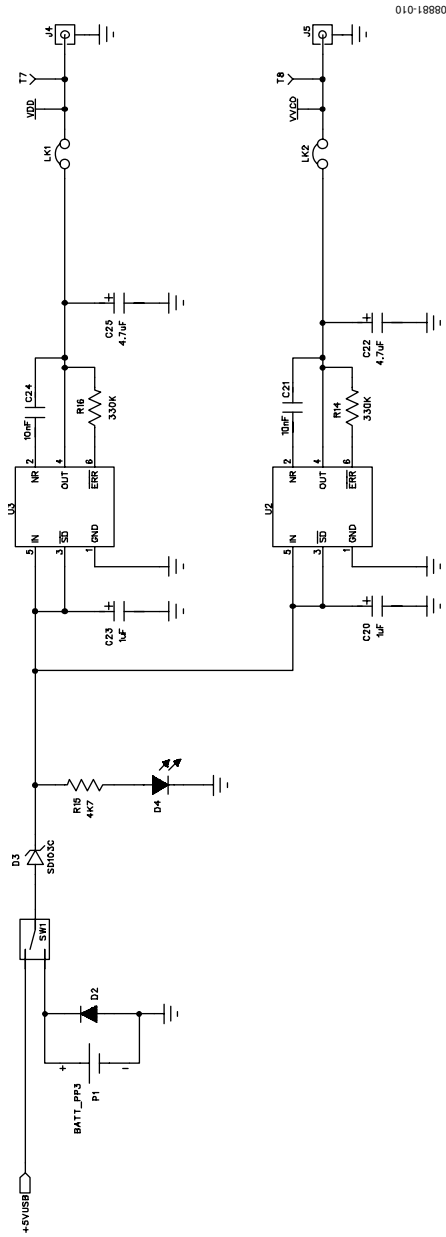 08881-010
J4
T7
VDD
LK1
C25
4.7uF
C24
10nF
R16
330K
U3
2
4
6
NR
OUT
ERR
IN
SD
GND
5
3
1
+
C23
1uF
+
J5
T8
VVCO
LK2
C22
4.7uF
+
C21
10nF
R14
330K
U2
2
4
6
NR
OUT
ERR
IN
SD
GND
5
3
1
C20
1uF
+
R15
4K7
D4
D3
SD103C
SW1
D2
+
-
BATT_PP3
P1
+5VUSB